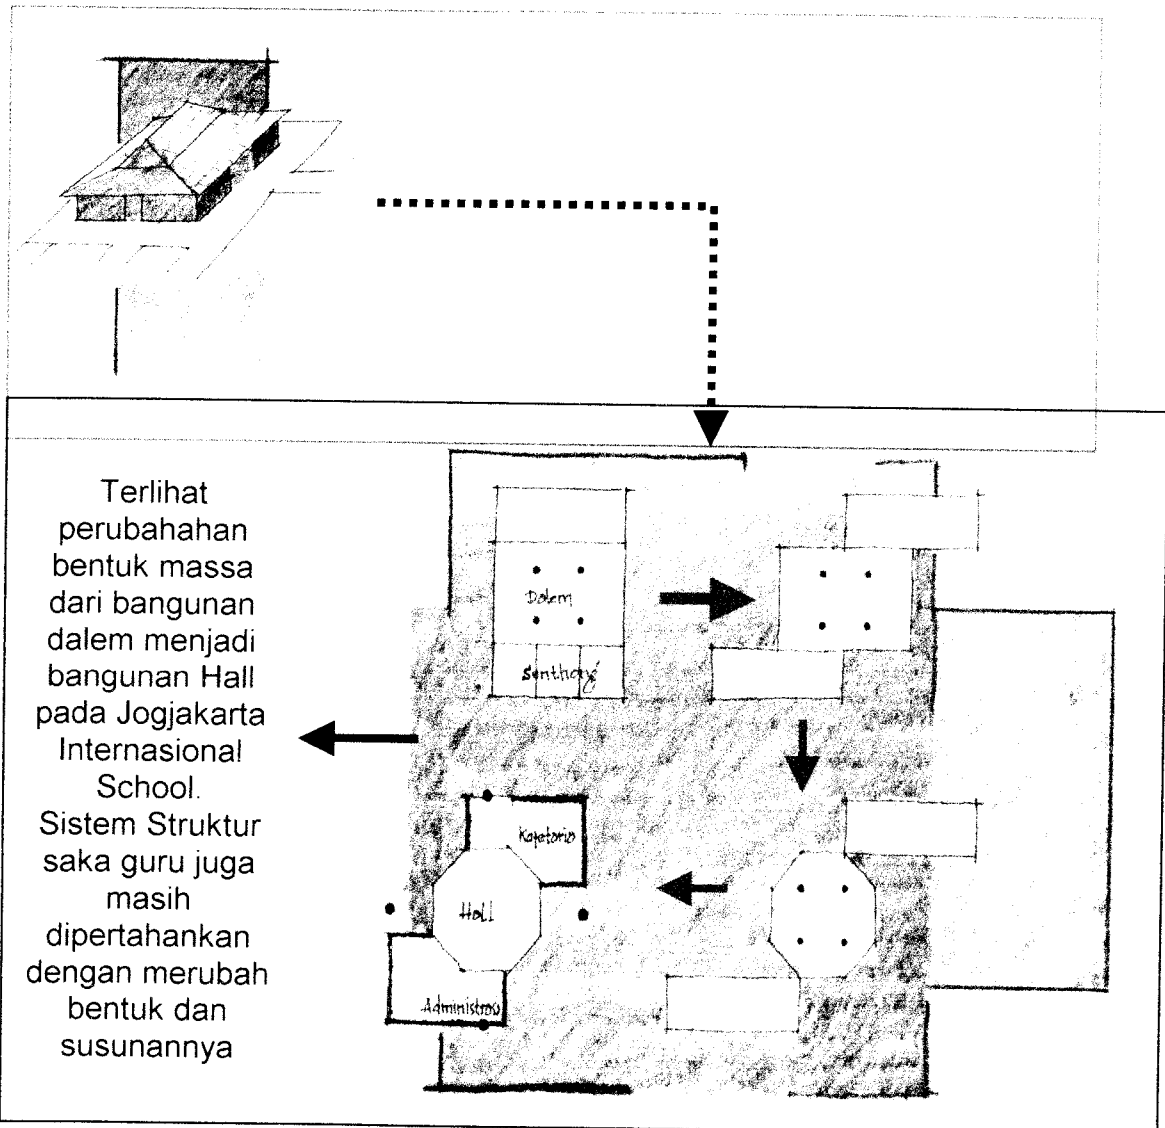 Terlihat
perubahahan
bentuk massa
dari bangunan
dalem menjadi
bangunan Hall
pada Jogjakarta
Internasional
School.
Sistem Struktur
saka guru juga
masih
dipertahankan
dengan merubah
bentuk dan
susunannya
Dalem
Senthong
Kafetaria
Hall
Administrasi